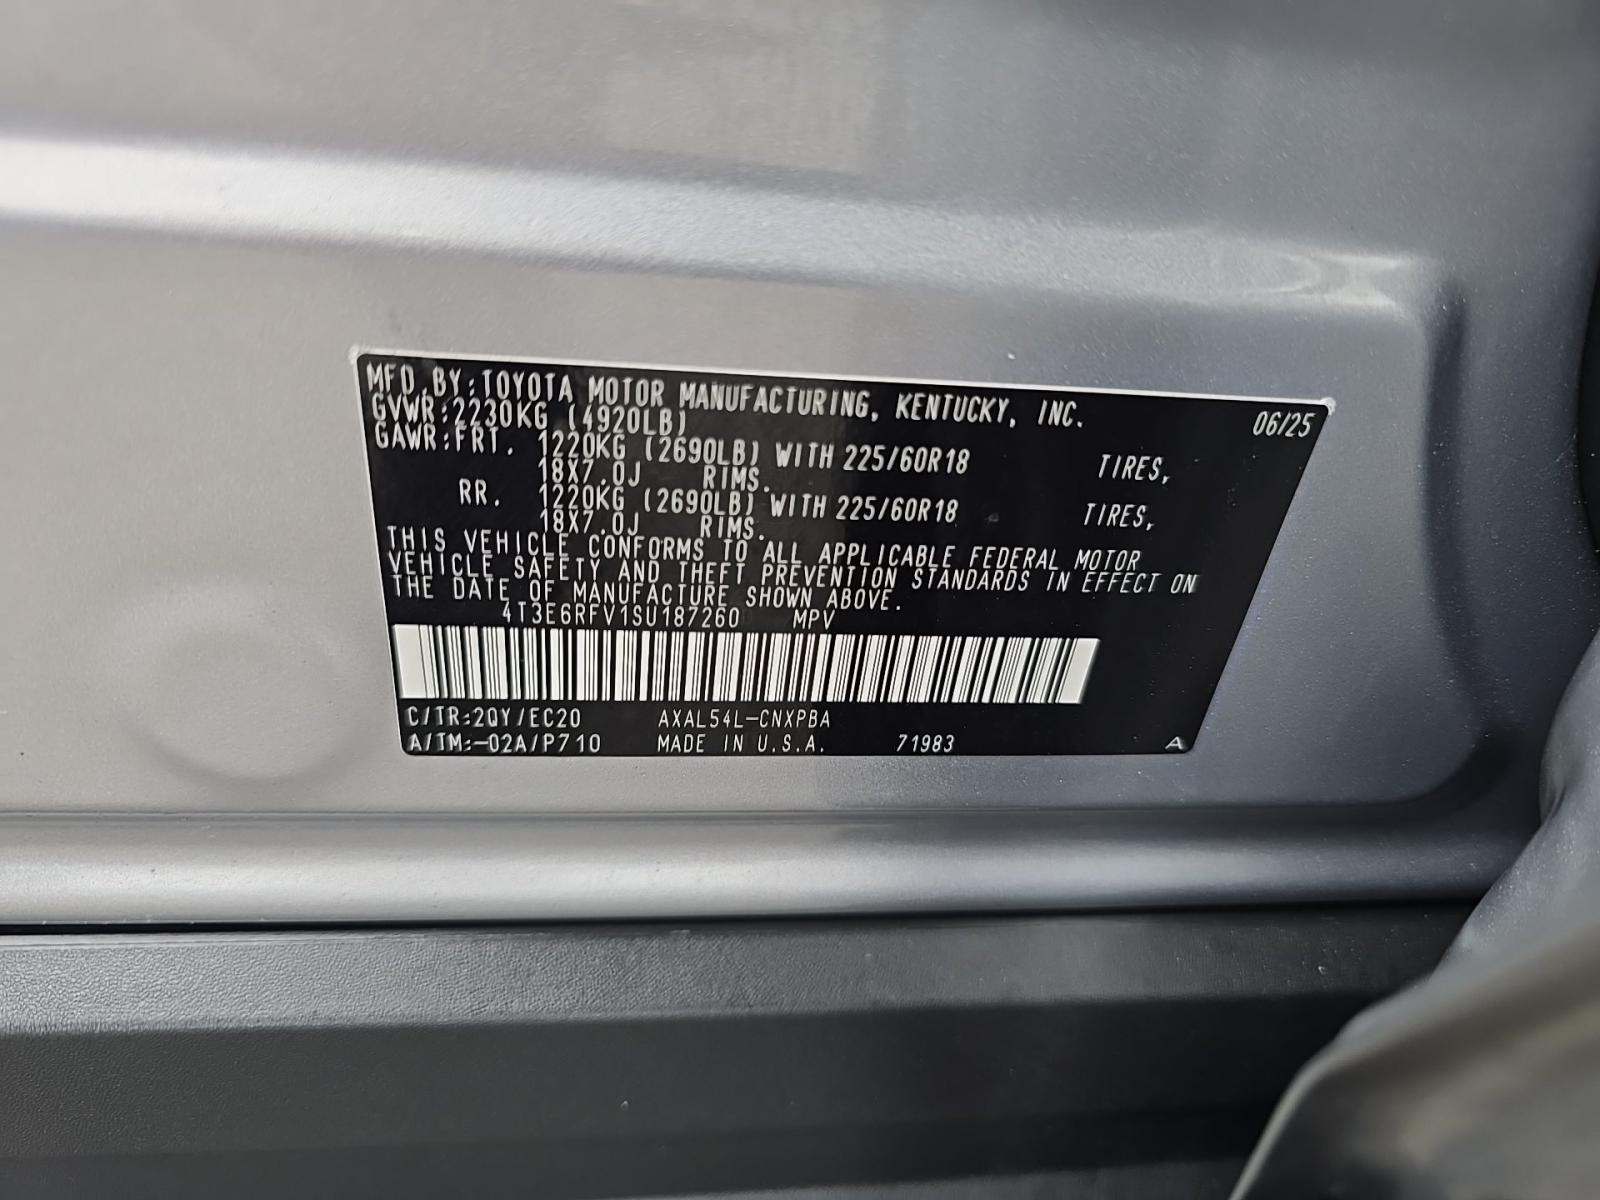 MFD.BY:TOYOTA MOTOR MANUFACTURING, KENTUCKY, INC. 06/25
GVWR:2230KG (4920LB)
GAWR:FRT. 1220KG (2690LB) WITH 225/60R18 TIRES,
18X7.0J RIMS.
RR. 1220KG (2690LB) WITH 225/60R18 TIRES,
18X7.0J RIMS.
THIS VEHICLE CONFORMS TO ALL APPLICABLE FEDERAL MOTOR
VEHICLE SAFETY AND THEFT PREVENTION STANDARDS IN EFFECT ON
THE DATE OF MANUFACTURE SHOWN ABOVE.
4T3E6RFV1SU187260 MPV
C/TR:2QY/EC20 AXAL54L-CNXPBA
A/TM:-02A/P710 MADE IN U.S.A. 71983 A